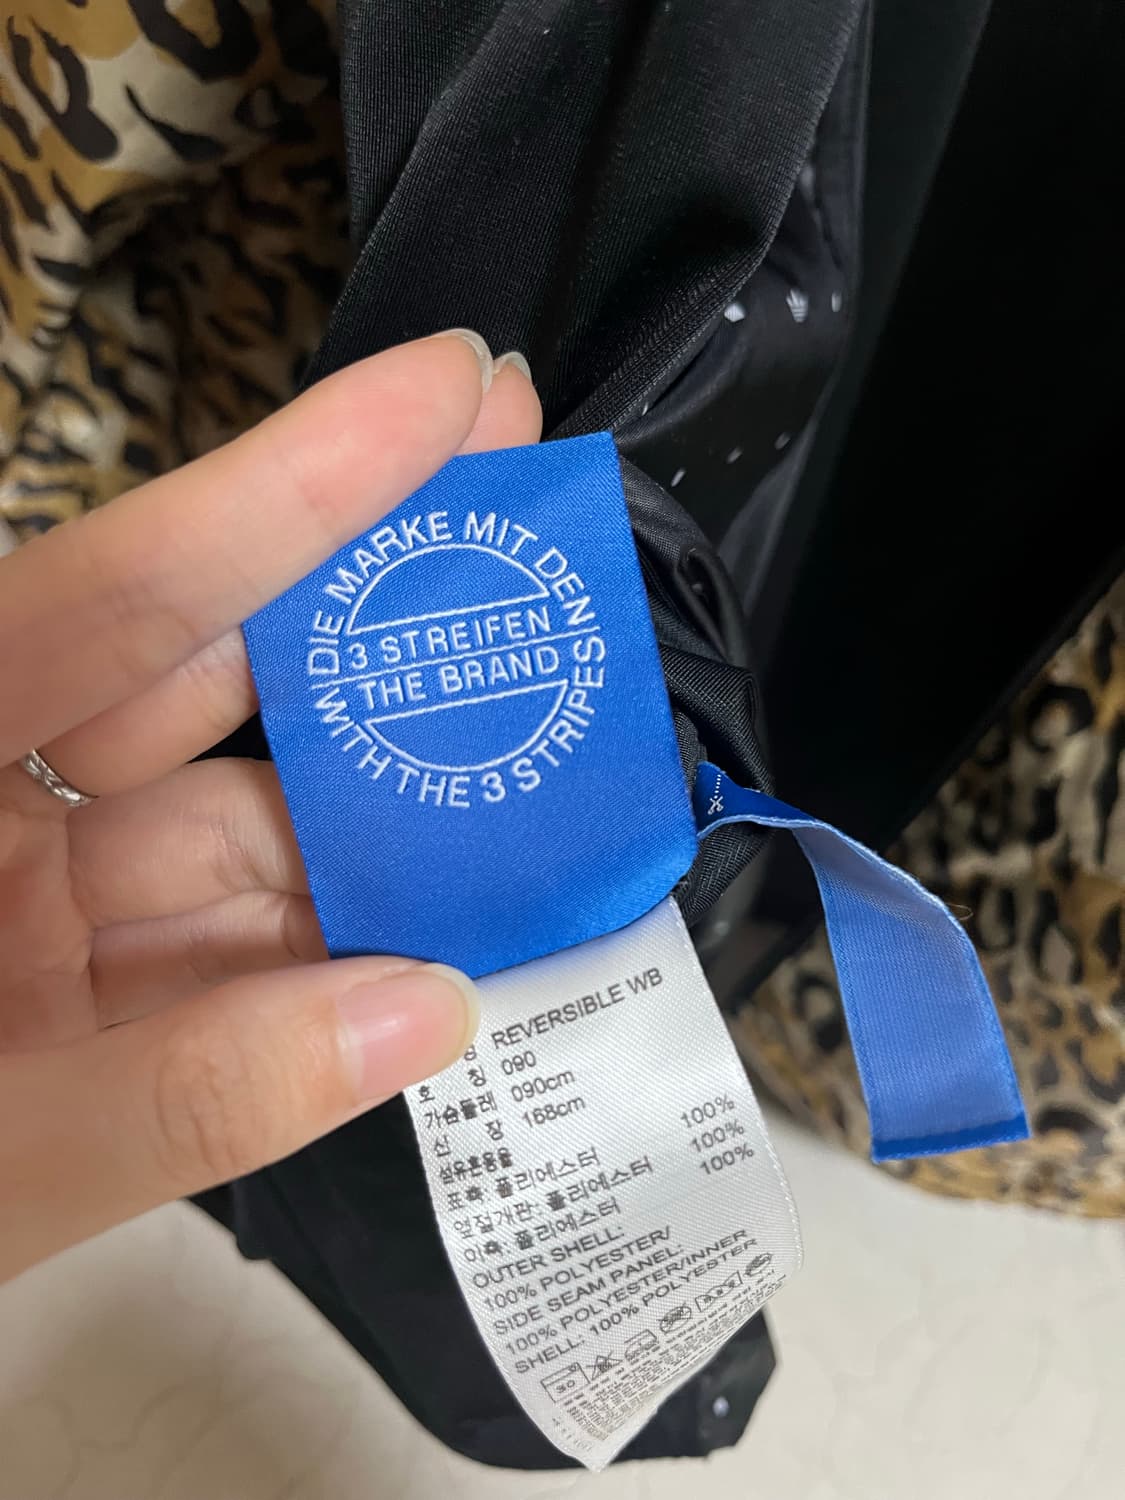 DIE MARKE MIT DEN
3 STREIFEN
THE BRAND
WITH THE 3 STRIPES
REVERSIBLE WB
호 칭 090
가슴둘레 090cm
신 장 168cm
섬유혼용율
표측: 폴리에스터 100%
옆절개판: 폴리에스터 100%
이측: 폴리에스터 100%
OUTER SHELL:
100% POLYESTER/
SIDE SEAM PANEL:
100% POLYESTER/INNER
SHELL: 100% POLYESTER
30